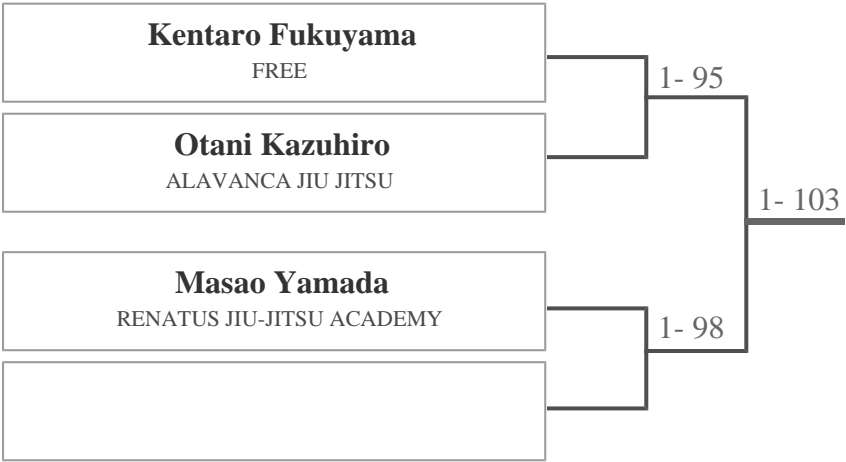 Kentaro Fukuyama
FREE
1- 95
Otani Kazuhiro
ALAVANCA JIU JITSU
1- 103
Masao Yamada
RENATUS JIU-JITSU ACADEMY
1- 98